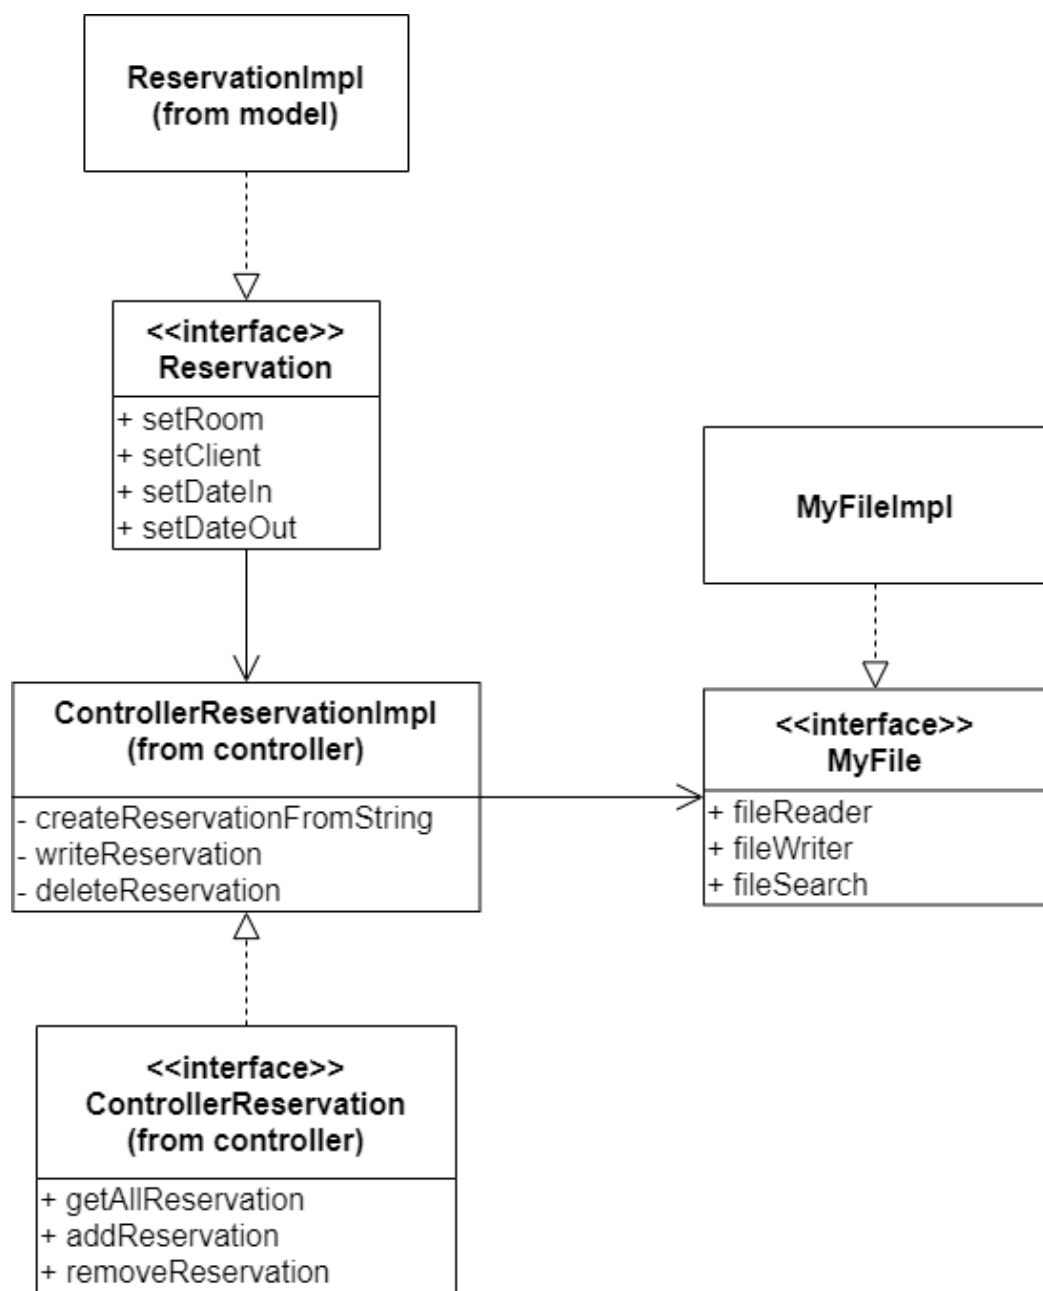 ReservationImpl
(from model)
<<interface>>
Reservation
+ setRoom
+ setClient
+ setDateIn
+ setDateOut
MyFileImpl
ControllerReservationImpl
(from controller)
- createReservationFromString
- writeReservation
- deleteReservation
<<interface>>
MyFile
+ fileReader
+ fileWriter
+ fileSearch
<<interface>>
ControllerReservation
(from controller)
+ getAllReservation
+ addReservation
+ removeReservation